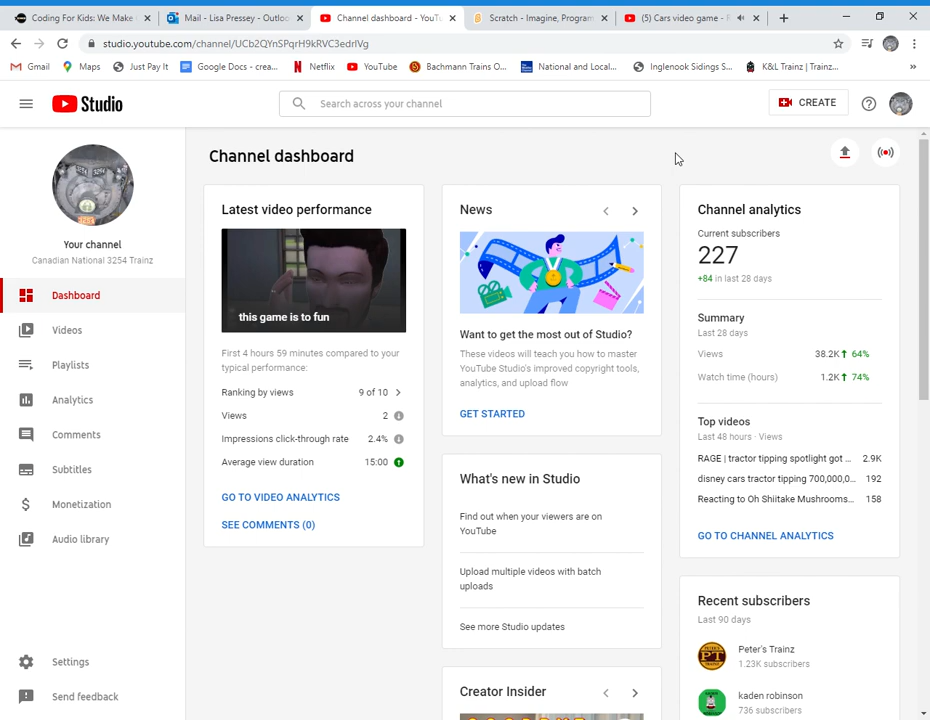 Coding For Kids: We Make
Mail - Lisa Pressey - Outloo
Channel dashboard - YouTu
Scratch - Imagine, Program
(5) Cars video game - P
studio.youtube.com/channel/UCb2QYnSPqrH9kRVC3edrlVg
Gmail
Maps
Just Pay It
Google Docs - crea...
Netflix
YouTube
Bachmann Trains O...
National and Local...
Inglenook Sidings S...
K&L Trainz | Trainz...
»
Studio
Search across your channel
CREATE
Channel dashboard
Your channel
Canadian National 3254 Trainz
Dashboard
Videos
Playlists
Analytics
Comments
Subtitles
Monetization
Audio library
Settings
Send feedback
Latest video performance
this game is to fun
First 4 hours 59 minutes compared to your
typical performance:
Ranking by views 9 of 10
Views 2
Impressions click-through rate 2.4%
Average view duration 15:00
GO TO VIDEO ANALYTICS
SEE COMMENTS (0)
News
Want to get the most out of Studio?
These videos will teach you how to master
YouTube Studio's improved copyright tools,
analytics, and upload flow
GET STARTED
What's new in Studio
Find out when your viewers are on
YouTube
Upload multiple videos with batch
uploads
See more Studio updates
Creator Insider
Channel analytics
Current subscribers
227
+84 in last 28 days
Summary
Last 28 days
Views 38.2K 64%
Watch time (hours) 1.2K 74%
Top videos
Last 48 hours · Views
RAGE | tractor tipping spotlight got ... 2.9K
disney cars tractor tipping 700,000,0... 192
Reacting to Oh Shiitake Mushrooms... 158
GO TO CHANNEL ANALYTICS
Recent subscribers
Last 90 days
Peter's Trainz
1.23K subscribers
kaden robinson
736 subscribers